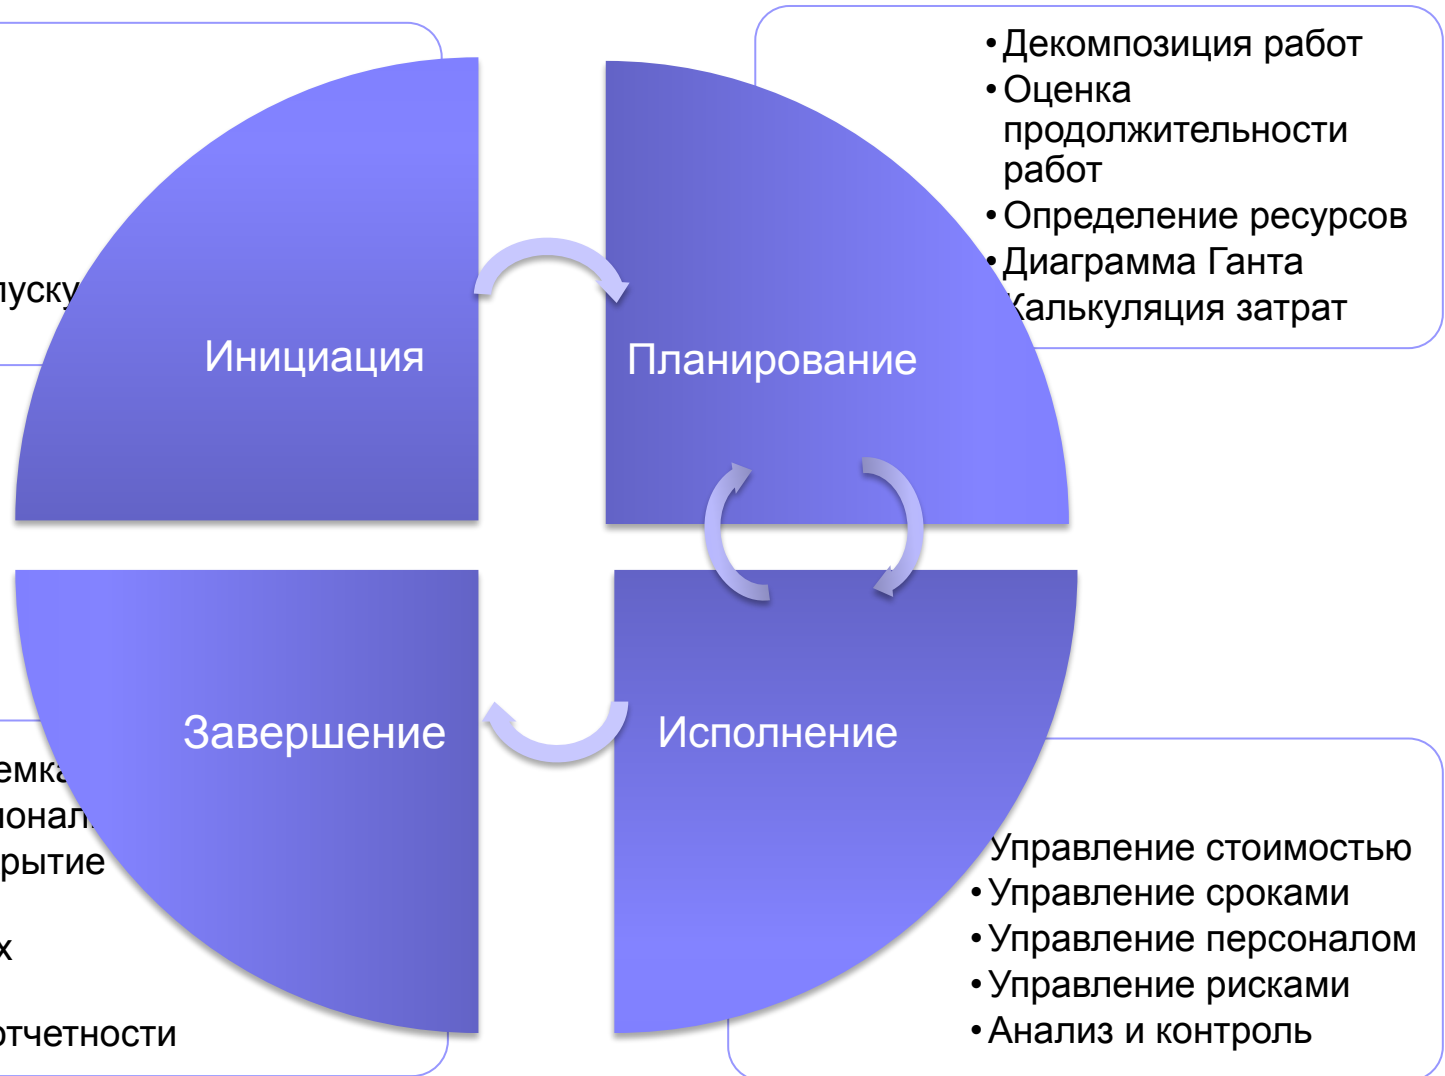 • Декомпозиция работ
• Оценка
продолжительности
работ
• Определение ресурсов
• Диаграмма Ганта
Калькуляция затрат
Инициация
Планирование
Завершение
Исполнение
рытие
х
отчетности
Управление стоимостью
• Управление сроками
• Управление персоналом
• Управление рисками
• Анализ и контроль